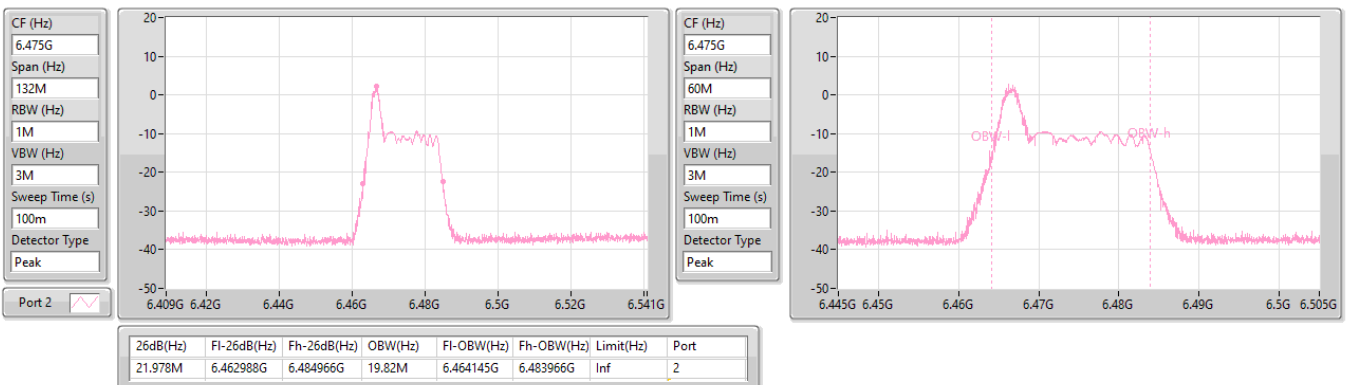 CF (Hz)
6.475G
Span (Hz)
132M
RBW (Hz)
1M
VBW (Hz)
3M
Sweep Time (s)
100m
Detector Type
Peak
Port 2
20
10
0
-10
-20
-30
-40
-50
6.409G 6.42G 6.44G 6.46G 6.48G 6.5G 6.52G 6.541G
CF (Hz)
6.475G
Span (Hz)
60M
RBW (Hz)
1M
VBW (Hz)
3M
Sweep Time (s)
100m
Detector Type
Peak
20
10
0
-10
-20
-30
-40
-50
OBW-l OBW-h
6.445G 6.45G 6.46G 6.47G 6.48G 6.49G 6.5G 6.505G
26dB(Hz) Fl-26dB(Hz) Fh-26dB(Hz) OBW(Hz) Fl-OBW(Hz) Fh-OBW(Hz) Limit(Hz) Port
21.978M 6.462988G 6.484966G 19.82M 6.464145G 6.483966G Inf 2